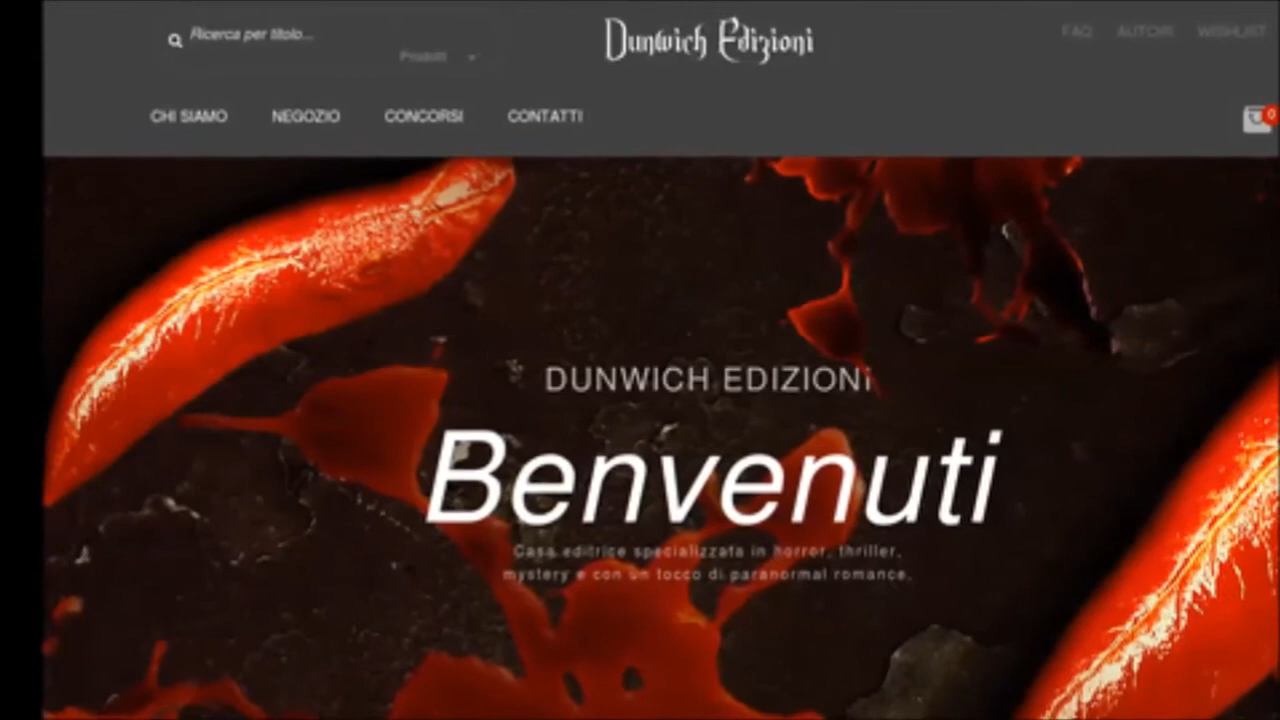 Ricerca per titolo...
Prodotti
Dunwich Edizioni
FAQ AUTORI WISHLIST
CHI SIAMO NEGOZIO CONCORSI CONTATTI
0
DUNWICH EDIZIONI
Benvenuti
Casa editrice specializzata in horror, thriller,
mystery e con un tocco di paranormal romance.